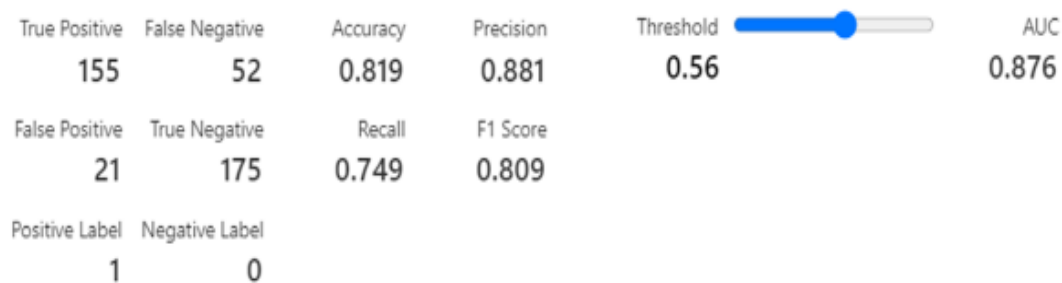 True Positive False Negative Accuracy Precision Threshold AUC
155 52 0.819 0.881 0.56 0.876
False Positive True Negative Recall F1 Score
21 175 0.749 0.809
Positive Label Negative Label
1 0